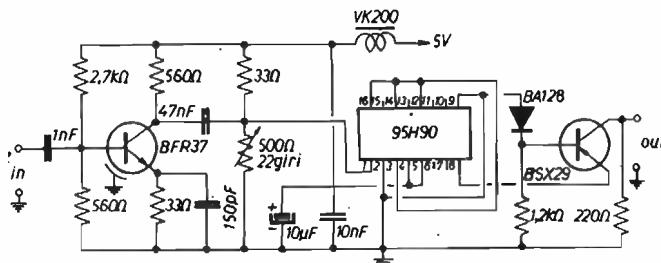 VK200
5V
2,7kΩ
560Ω
33Ω
47nF
1nF
BFR37
in
500Ω
22giri
16 15 14 13 12 11 10 9
95H90
1 2 3 4 5 6 7 8
BA128
BSX29
out
560Ω
33Ω
150pF
+
-
10µF
10nF
1,2kΩ
220Ω